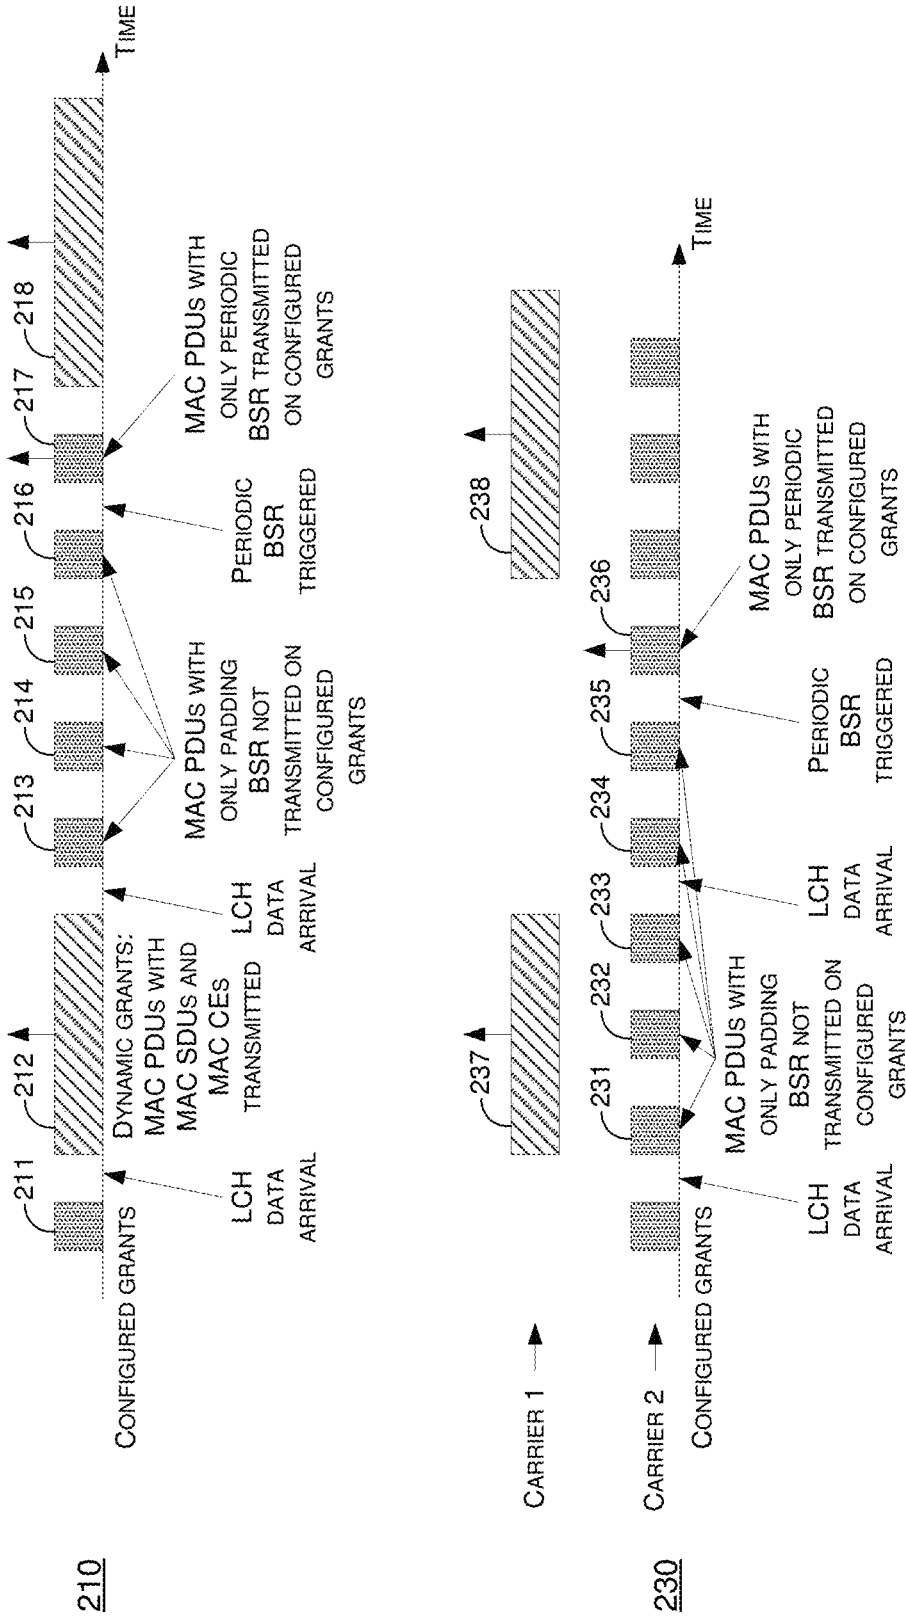 210
211
212
213
214
215
216
217
218
TIME
CONFIGURED GRANTS
LCH
DATA
ARRIVAL
DYNAMIC GRANTS:
MAC PDUS WITH
MAC SDUS AND
MAC CES
TRANSMITTED
LCH
DATA
ARRIVAL
MAC PDUS WITH
ONLY PADDING
BSR NOT
TRANSMITTED ON
CONFIGURED
GRANTS
PERIODIC
BSR
TRIGGERED
MAC PDUS WITH
ONLY PERIODIC
BSR TRANSMITTED
ON CONFIGURED
GRANTS
230
CARRIER 1
237
238
CARRIER 2
231
232
233
234
235
236
TIME
CONFIGURED GRANTS
LCH
DATA
ARRIVAL
MAC PDUS WITH
ONLY PADDING
BSR NOT
TRANSMITTED ON
CONFIGURED
GRANTS
LCH
DATA
ARRIVAL
PERIODIC
BSR
TRIGGERED
MAC PDUS WITH
ONLY PERIODIC
BSR TRANSMITTED
ON CONFIGURED
GRANTS